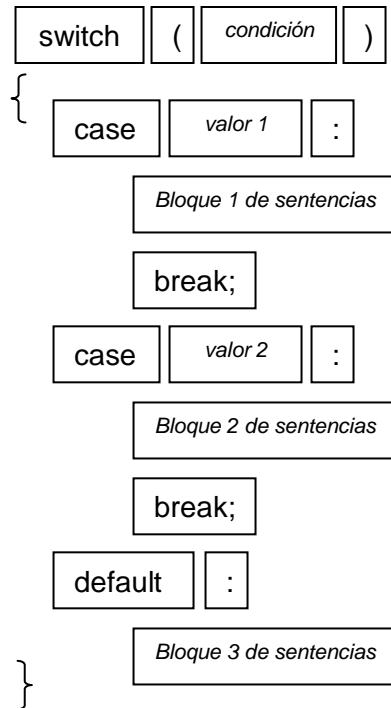 switch ( condición )
{
case valor 1 :
Bloque 1 de sentencias
break;
case valor 2 :
Bloque 2 de sentencias
break;
default :
Bloque 3 de sentencias
}